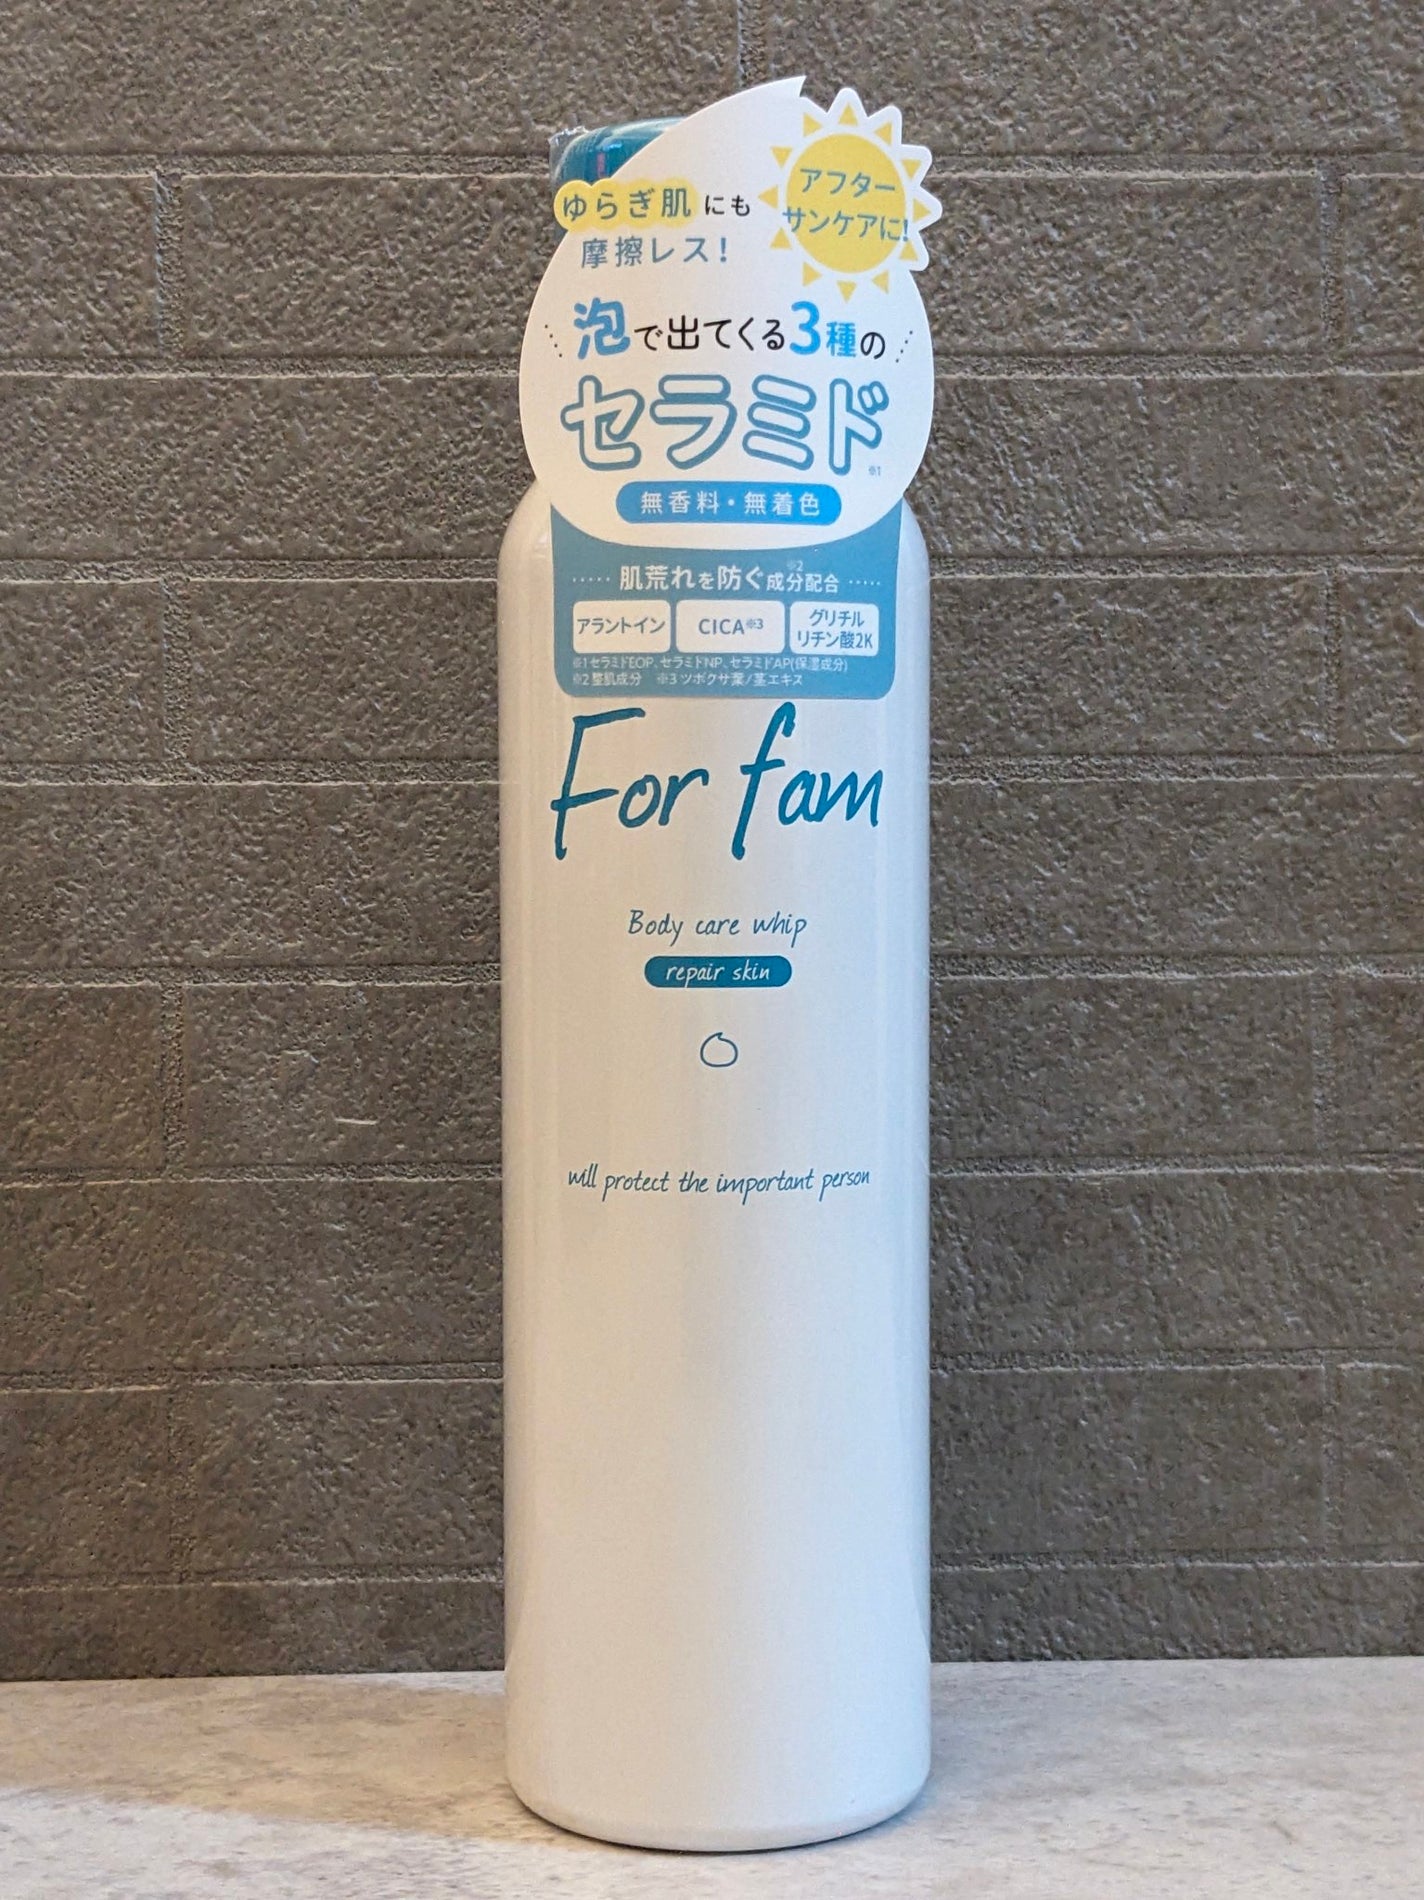 ゆらぎ肌にも
摩擦レス!
アフター
サンケアに!
泡で出てくる3種の
セラミド※1
無香料・無着色
肌荒れを防ぐ成分配合※2
アラントイン
CICA※3
グリチル
リチン酸2K
※1セラミドEOP、セラミドNP、セラミドAP(保湿成分)
※2 整肌成分 ※3 ツボクサ葉/茎エキス
For fam
Body care whip
repair skin
will protect the important person